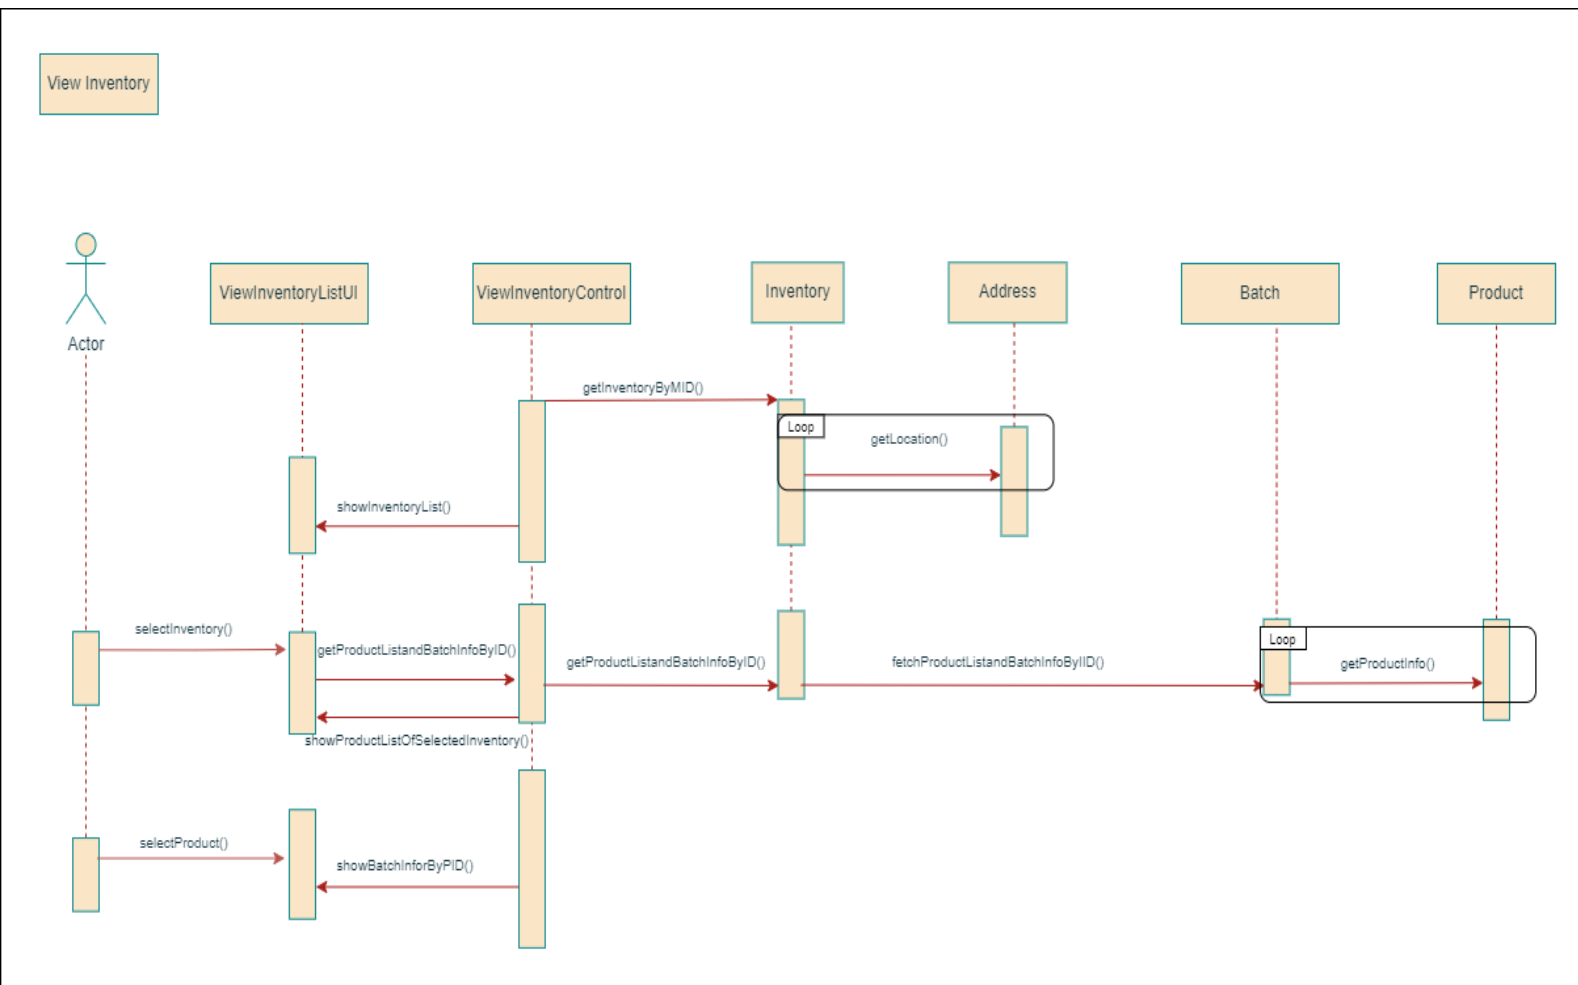 View Inventory
Actor
ViewInventoryListUI
ViewInventoryControl
Inventory
Address
Batch
Product
getInventoryByMID()
Loop
getLocation()
showInventoryList()
selectInventory()
getProductListandBatchInfoByID()
getProductListandBatchInfoByID()
fetchProductListandBatchInfoByIID()
Loop
getProductInfo()
showProductListOfSelectedInventory()
selectProduct()
showBatchInforByPID()